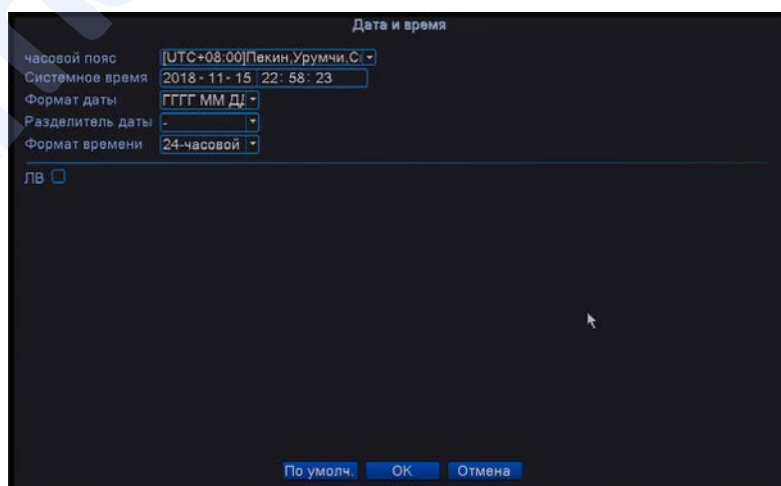 Дата и время
часовой пояс [UTC+08:00]Пекин,Урумчи,С
Системное время 2018-11-15 22:58:23
Формат даты ГГГГ ММ ДД
Разделитель даты -
Формат времени 24-часовой
ЛВ
По умолч. OK Отмена